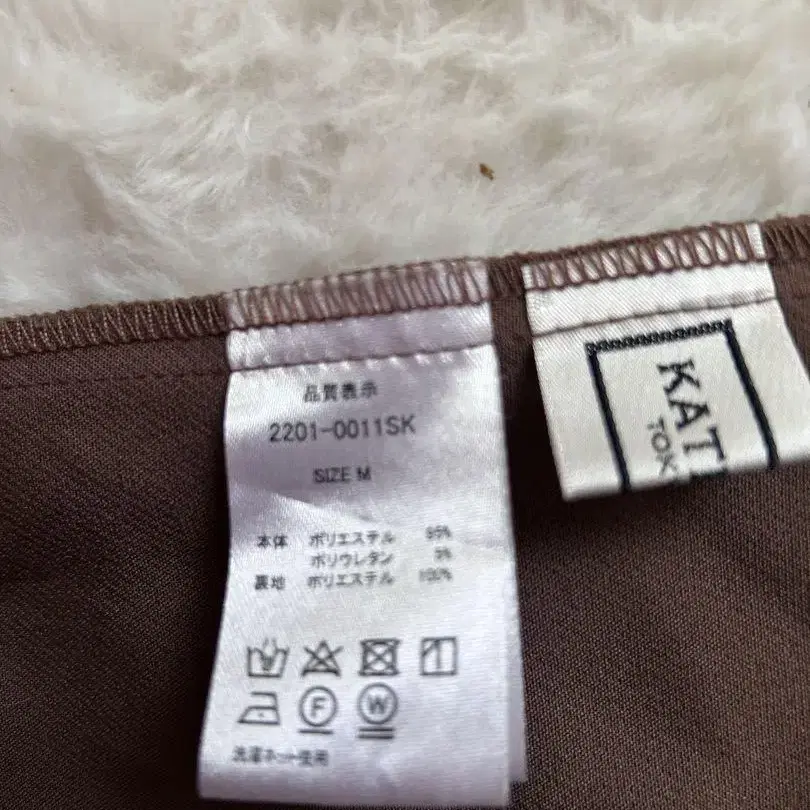 品質表示
2201-0011SK
SIZE M
本体 ポリエステル 95%
ポリウレタン 5%
裏地 ポリエステル 100%
F W
洗濯ネット使用
KAT
TOK